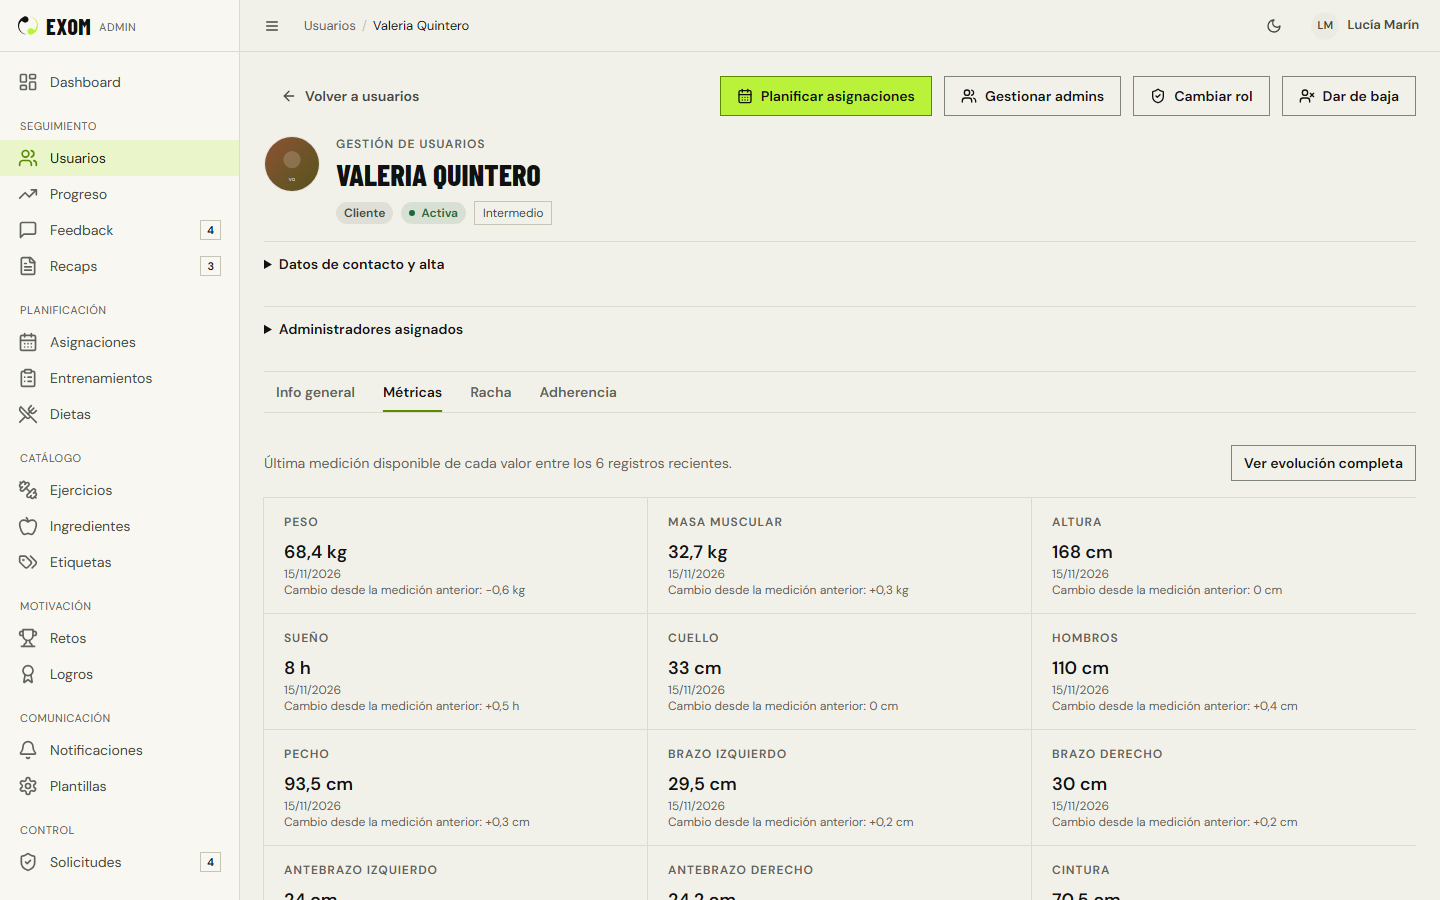 EXOM ADMIN
Usuarios / Valeria Quintero
LM Lucía Marín
Dashboard
SEGUIMIENTO
Usuarios
Progreso
Feedback 4
Recaps 3
PLANIFICACIÓN
Asignaciones
Entrenamientos
Dietas
CATÁLOGO
Ejercicios
Ingredientes
Etiquetas
MOTIVACIÓN
Retos
Logros
COMUNICACIÓN
Notificaciones
Plantillas
CONTROL
Solicitudes 4
Volver a usuarios
Planificar asignaciones
Gestionar admins
Cambiar rol
Dar de baja
GESTIÓN DE USUARIOS
VALERIA QUINTERO
Cliente Activa Intermedio
Datos de contacto y alta
Administradores asignados
Info general Métricas Racha Adherencia
Última medición disponible de cada valor entre los 6 registros recientes.
Ver evolución completa
PESO
68,4 kg
15/11/2026
Cambio desde la medición anterior: -0,6 kg
MASA MUSCULAR
32,7 kg
15/11/2026
Cambio desde la medición anterior: +0,3 kg
ALTURA
168 cm
15/11/2026
Cambio desde la medición anterior: 0 cm
SUEÑO
8 h
15/11/2026
Cambio desde la medición anterior: +0,5 h
CUELLO
33 cm
15/11/2026
Cambio desde la medición anterior: 0 cm
HOMBROS
110 cm
15/11/2026
Cambio desde la medición anterior: +0,4 cm
PECHO
93,5 cm
15/11/2026
Cambio desde la medición anterior: +0,3 cm
BRAZO IZQUIERDO
29,5 cm
15/11/2026
Cambio desde la medición anterior: +0,2 cm
BRAZO DERECHO
30 cm
15/11/2026
Cambio desde la medición anterior: +0,2 cm
ANTEBRAZO IZQUIERDO
24 cm
ANTEBRAZO DERECHO
24,2 cm
CINTURA
70,5 cm